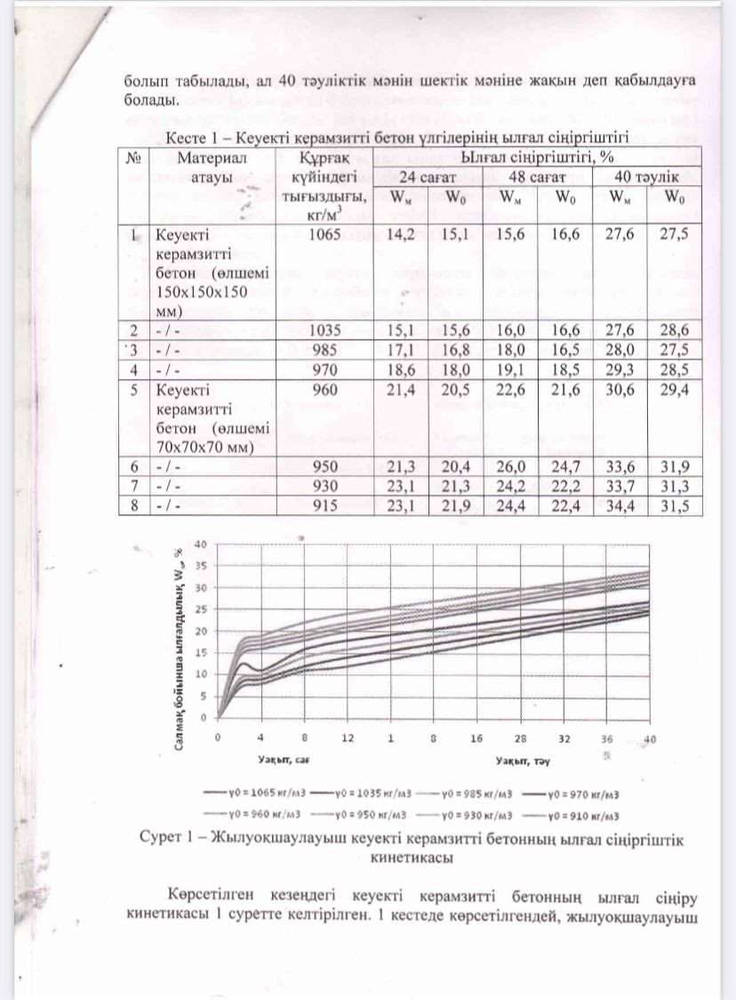 болып табылады, ал 40 тәуліктік мәнін шектік мәніне жақын деп қабылдауға
болады.
Кесте 1 – Кеуекті керамзитті бетон үлгілерінің ылғал сіңіргіштігі
№ Материал Құрғақ Ылғал сіңіргіштігі, %
атауы күйіндегі 24 сағат 48 сағат 40 тәулік
тығыздығы, Wм W0 Wм W0 Wм W0
кг/м³
1 Кеуекті 1065 14,2 15,1 15,6 16,6 27,6 27,5
керамзитті
бетон (өлшемі
150х150х150
мм)
2 - / - 1035 15,1 15,6 16,0 16,6 27,6 28,6
3 - / - 985 17,1 16,8 18,0 16,5 28,0 27,5
4 - / - 970 18,6 18,0 19,1 18,5 29,3 28,5
5 Кеуекті 960 21,4 20,5 22,6 21,6 30,6 29,4
керамзитті
бетон (өлшемі
70х70х70 мм)
6 - / - 950 21,3 20,4 26,0 24,7 33,6 31,9
7 - / - 930 23,1 21,3 24,2 22,2 33,7 31,3
8 - / - 915 23,1 21,9 24,4 22,4 34,4 31,5
Салмақ бойынша ылғалдылық Wм, %
40
35
30
25
20
15
10
5
0
0 4 8 12 1 8 16 28 32 36 40
Уақыт, сағ Уақыт, тәу
γ0 = 1065 кг/м3 γ0 = 1035 кг/м3 γ0 = 985 кг/м3 γ0 = 970 кг/м3
γ0 = 960 кг/м3 γ0 = 950 кг/м3 γ0 = 930 кг/м3 γ0 = 910 кг/м3
Сурет 1 – Жылуоқшаулауыш кеуекті керамзитті бетонның ылғал сіңіргіштік
кинетикасы
Көрсетілген кезеңдегі кеуекті керамзитті бетонның ылғал сіңіру
кинетикасы 1 суретте келтірілген. 1 кестеде көрсетілгендей, жылуоқшаулауыш